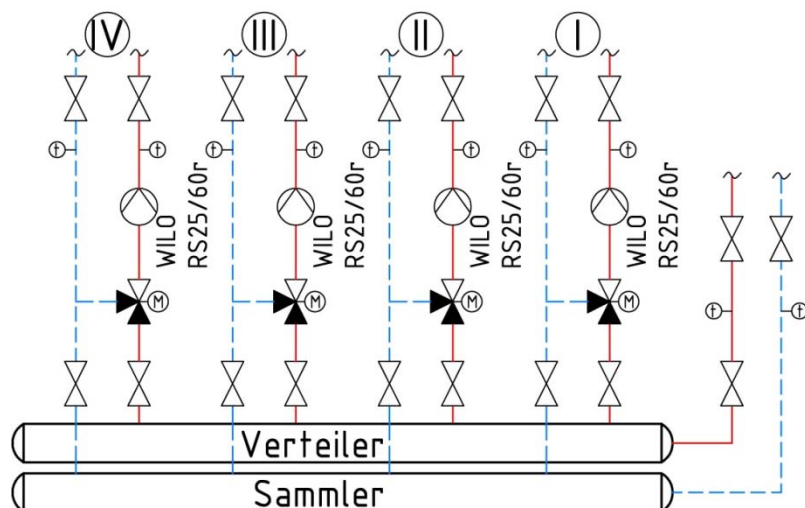 IV
III
II
I
t
t
t
t
t
t
t
t
WILO
RS25/60r
WILO
RS25/60r
WILO
RS25/60r
WILO
RS25/60r
M
M
M
M
t
t
Verteiler
Sammler